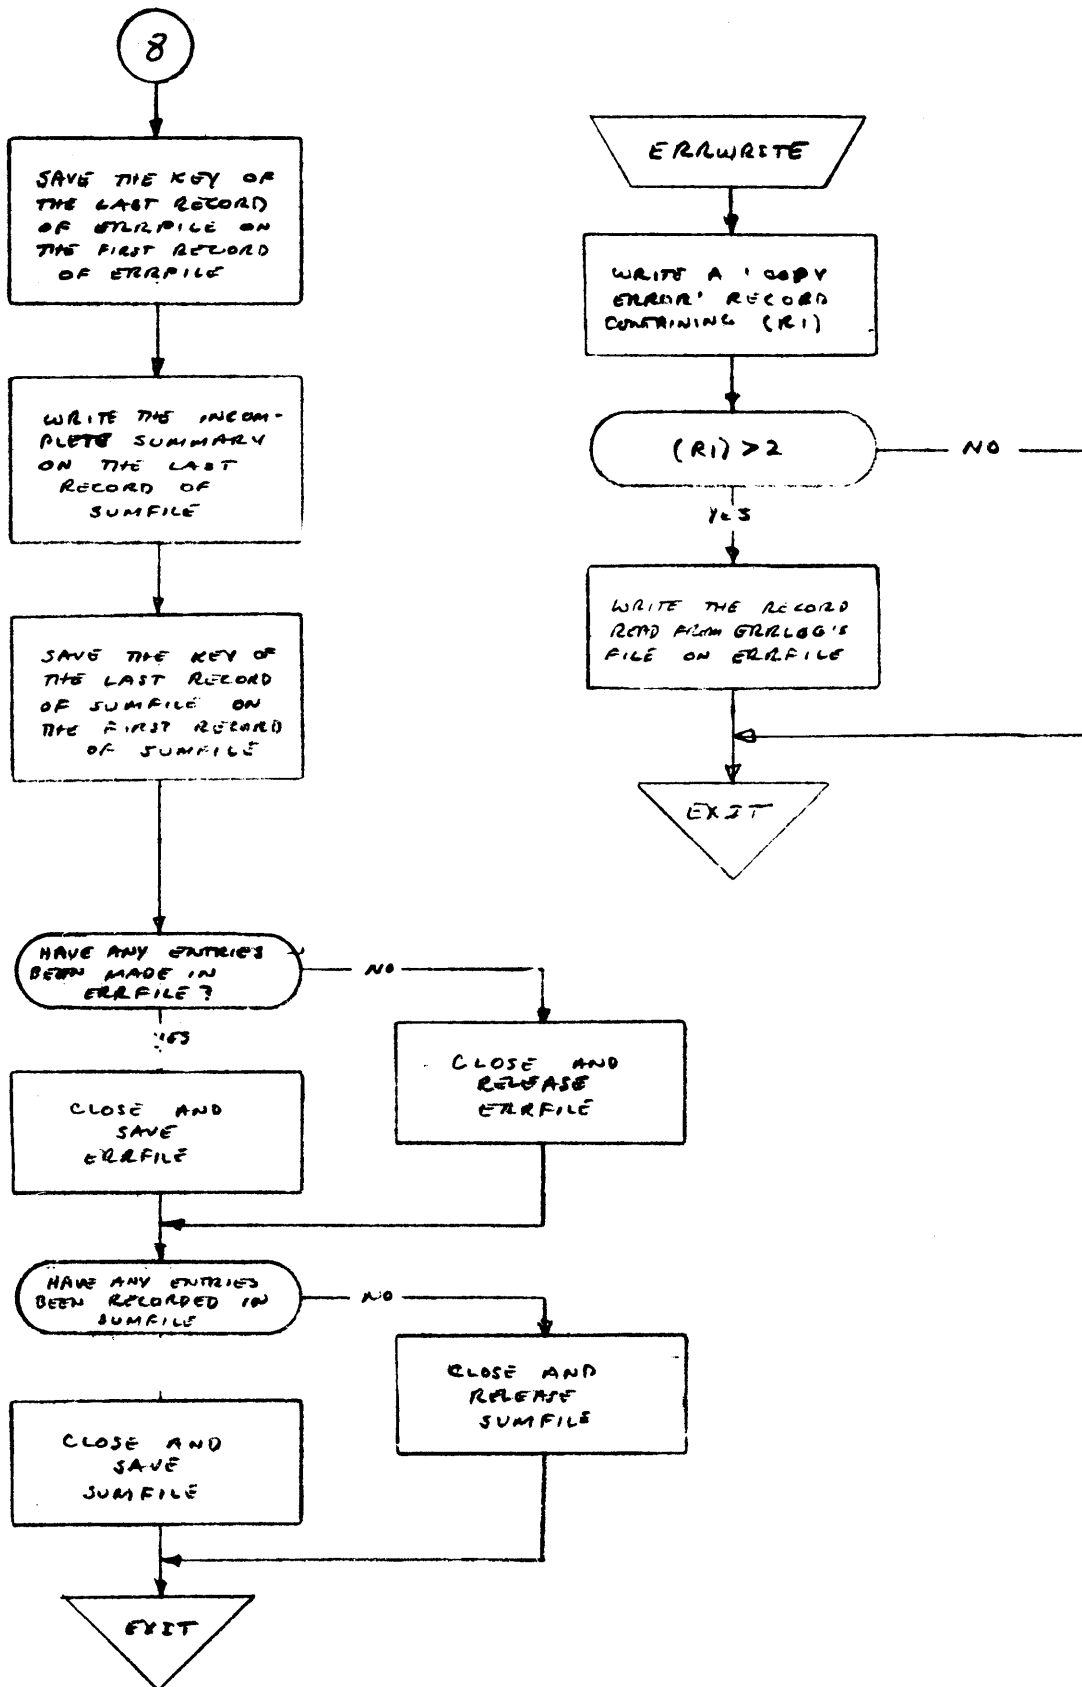 8
SAVE THE KEY OF
THE LAST RECORD
OF ERRFILE ON
THE FIRST RECORD
OF ERRFILE
WRITE THE INCOM-
PLETE SUMMARY
ON THE LAST
RECORD OF
SUMFILE
SAVE THE KEY OF
THE LAST RECORD
OF SUMFILE ON
THE FIRST RECORD
OF SUMFILE
HAVE ANY ENTRIES
BEEN MADE IN
ERRFILE?
NO
YES
CLOSE AND
RELEASE
ERRFILE
CLOSE AND
SAVE
ERRFILE
HAVE ANY ENTRIES
BEEN RECORDED IN
SUMFILE
NO
CLOSE AND
RELEASE
SUMFILE
CLOSE AND
SAVE
SUMFILE
EXIT
ERRWRITE
WRITE A 'COPY
ERROR' RECORD
CONTAINING (R1)
(R1) > 2
NO
YES
WRITE THE RECORD
READ FROM ERRLOG'S
FILE ON ERRFILE
EXIT